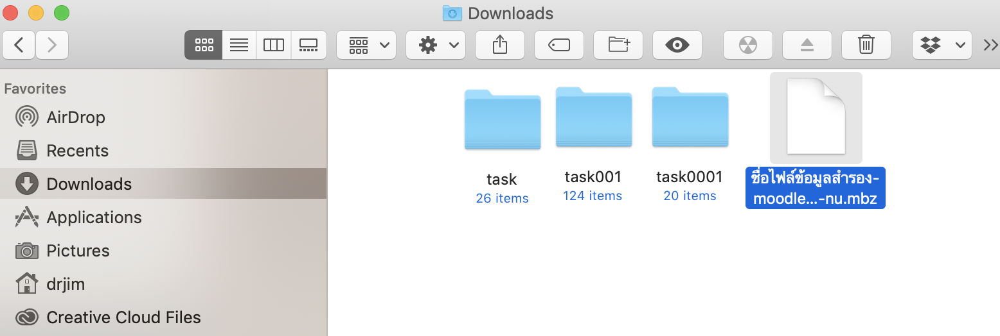 Downloads
Favorites
AirDrop
Recents
Downloads
Applications
Pictures
drjim
Creative Cloud Files
task
26 items
task001
124 items
task0001
20 items
ชื่อไฟล์ข้อมูลสำรอง-
moodle...-nu.mbz